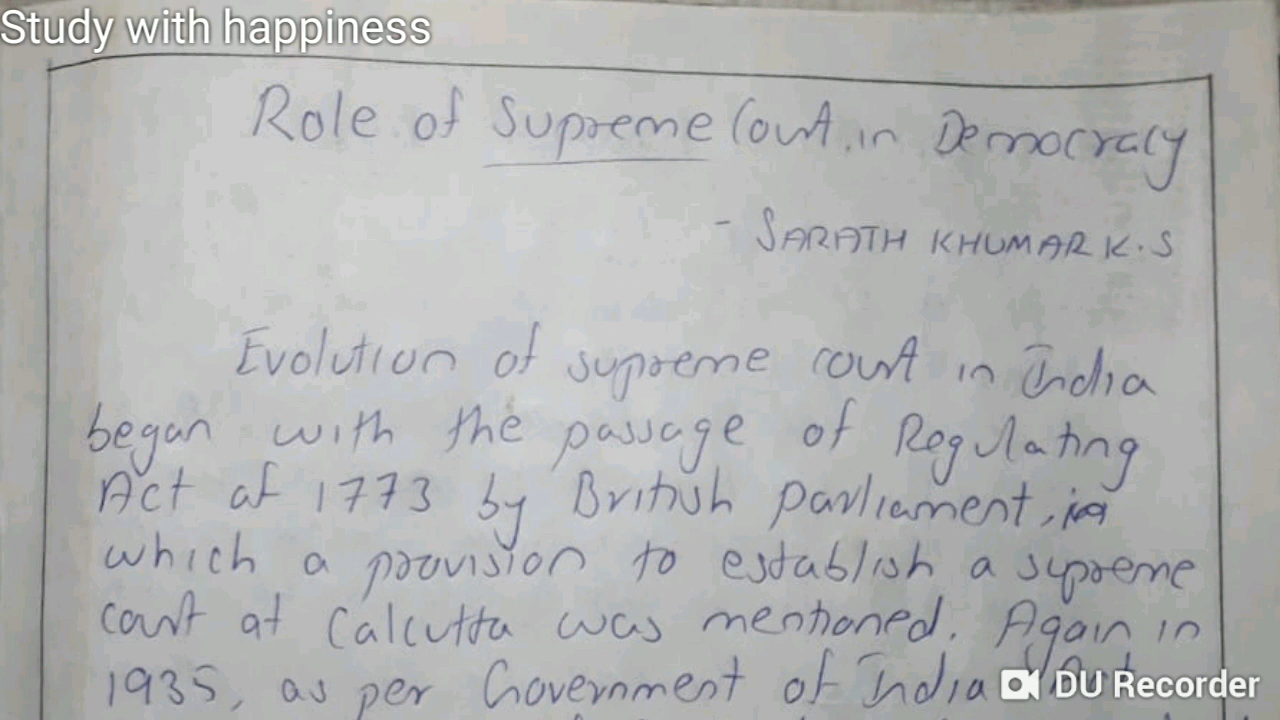 Study with happiness
Role of Supreme Court in Democracy
- SARATH KHUMAR K.S
Evolution of supreme court in India
began with the passage of Regulating
Act of 1773 by British parliament, in
which a provision to establish a supreme
court at Calcutta was mentioned. Again in
1935, as per Government of India Act
DU Recorder